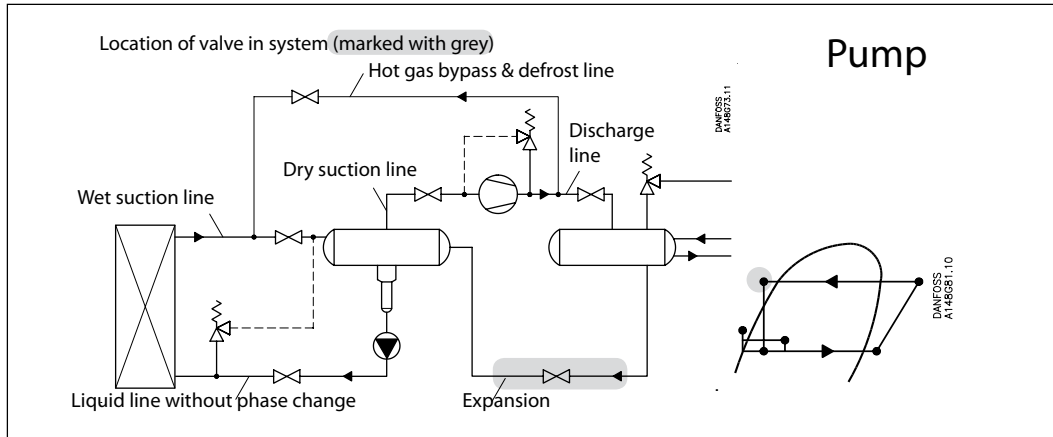 Location of valve in system (marked with grey)
Pump
Hot gas bypass & defrost line
DANFOSS
A148G73.11
Discharge
line
Dry suction line
Wet suction line
DANFOSS
A148G81.10
Liquid line without phase change
Expansion